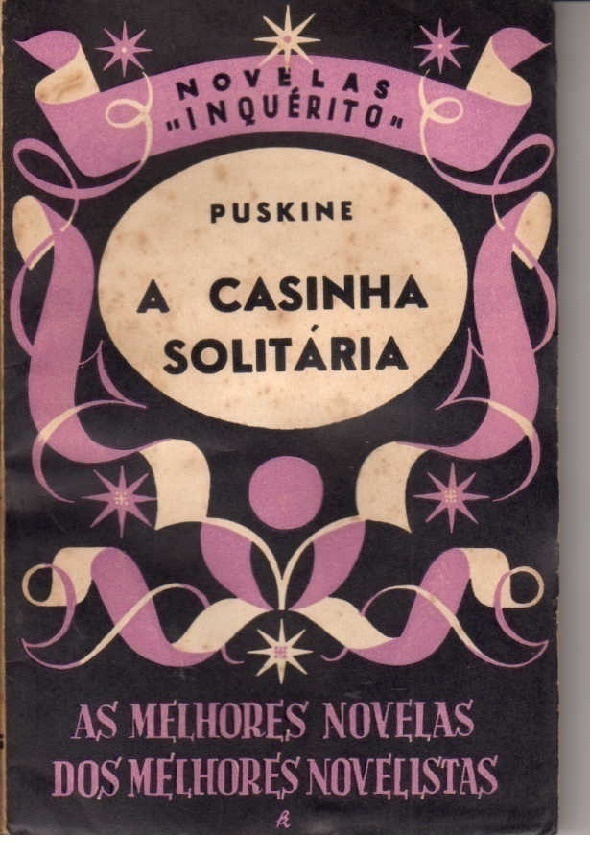 NOVELAS
"INQUÉRITO"
PUSKINE
A CASINHA
SOLITÁRIA
AS MELHORES NOVELAS
DOS MELHORES NOVELISTAS